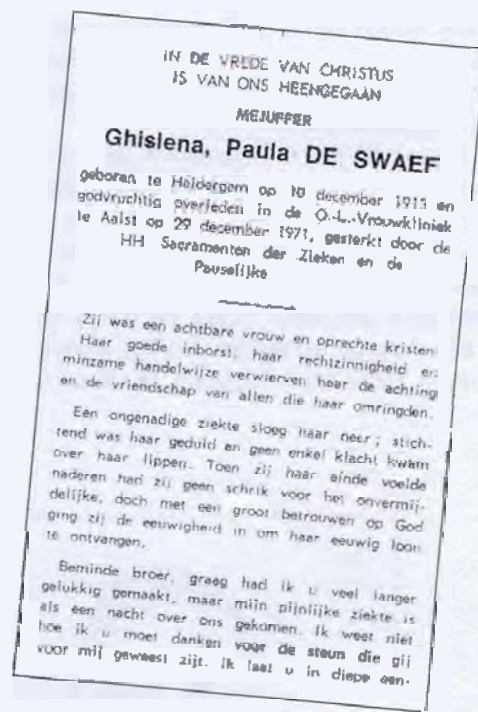 IN DE VREDE VAN CHRISTUS
IS VAN ONS HEENGEGAAN
MEJUFFER
Ghislena, Paula DE SWAEF
geboren te Haldergem op 10 december 1913 en
godvruchtig overleden in de O.-L.-Vrouwkliniek
te Aalst op 29 december 1971, gesterkt door de
HH Sacramenten der Zieken en de
Pauselijke
Zij was een achtbare vrouw en oprechte kristen
Haar goede inborst, haar rechtzinnigheid en
minzame handelwijze verwierven haar de achting
en de vriendschap van allen die haar omringden.
Een ongenadige ziekte sloeg haar neer; stich-
tend was haar geduld en geen enkel klacht kwam
over haar lippen. Toen zij haar einde voelde
naderen had zij geen schrik voor het onvermij-
delijke, doch met een groot betrouwen op God
ging zij de eeuwigheid in om haar eeuwig loon
te ontvangen.
Beminde broer, graag had ik u veel langer
gelukkig gemaakt, maar mijn pijnlijke ziekte is
als een nacht over ons gekomen. Ik weet niet
hoe ik u moet danken voor de steun die gij
voor mij geweest zijt. Ik laat u in diepe een-